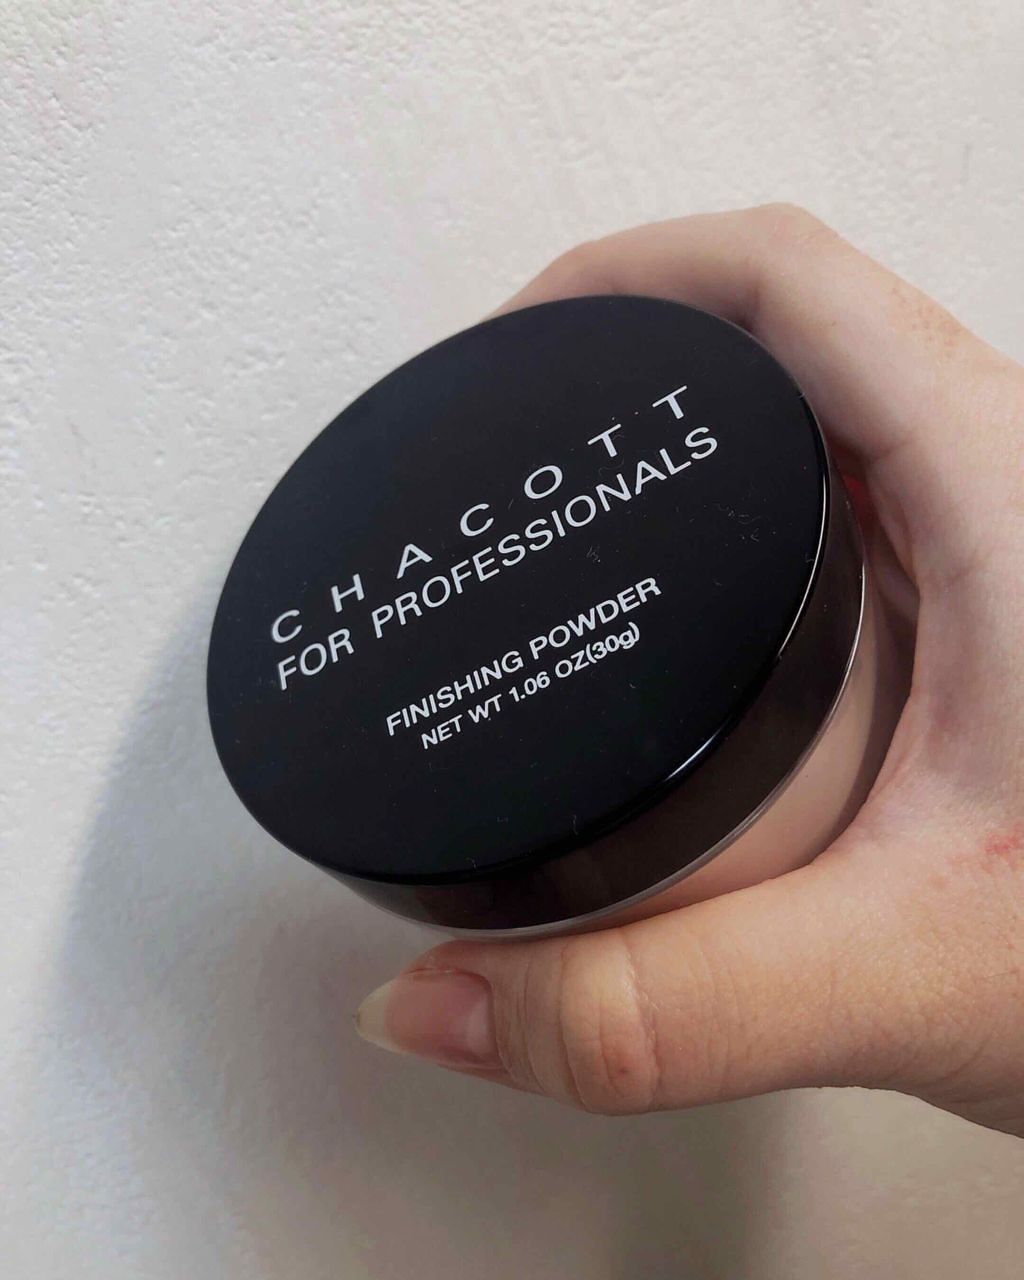 CHACOTT
FOR PROFESSIONALS
FINISHING POWDER
NET WT 1.06 OZ(30g)